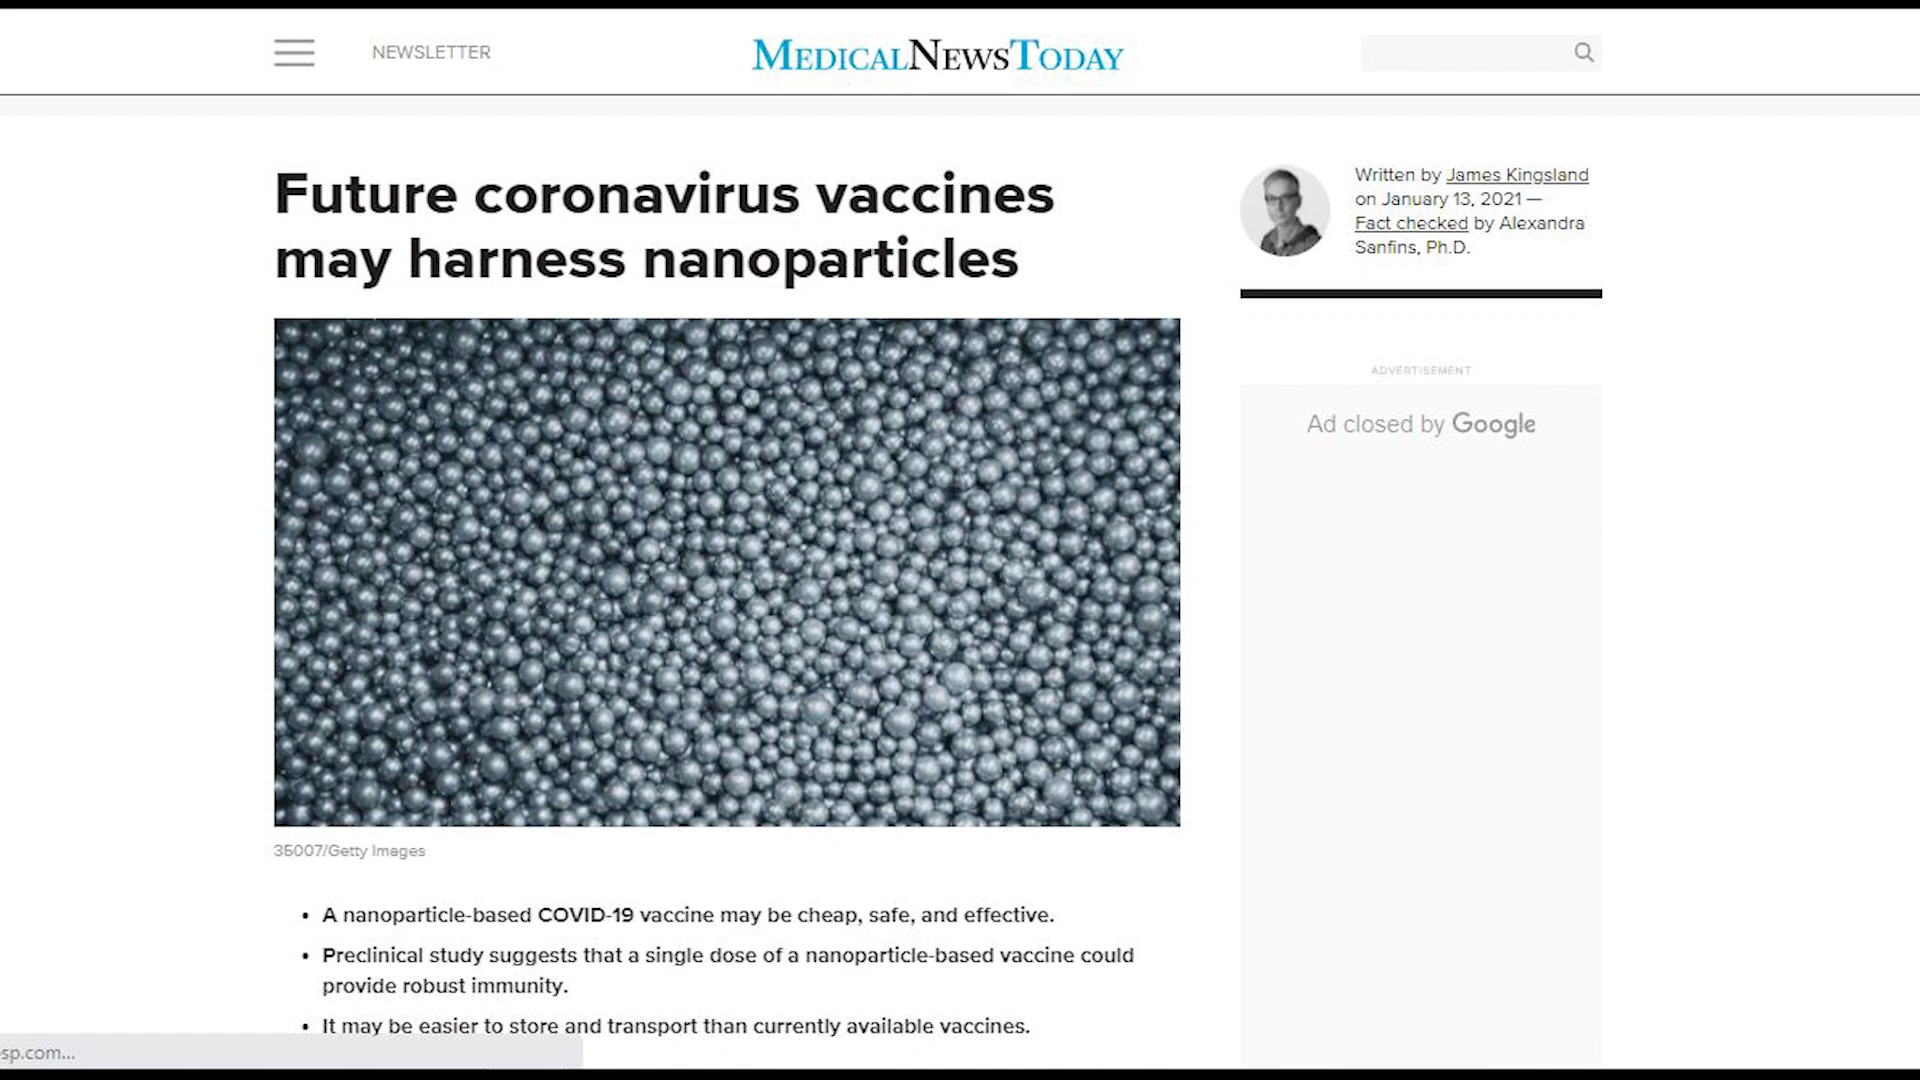 NEWSLETTER
MEDICALNEWSTODAY
Future coronavirus vaccines
may harness nanoparticles
Written by James Kingsland
on January 13, 2021 —
Fact checked by Alexandra
Sanfins, Ph.D.
ADVERTISEMENT
Ad closed by Google
35007/Getty Images
• A nanoparticle-based COVID-19 vaccine may be cheap, safe, and effective.
• Preclinical study suggests that a single dose of a nanoparticle-based vaccine could
provide robust immunity.
• It may be easier to store and transport than currently available vaccines.
sp.com...